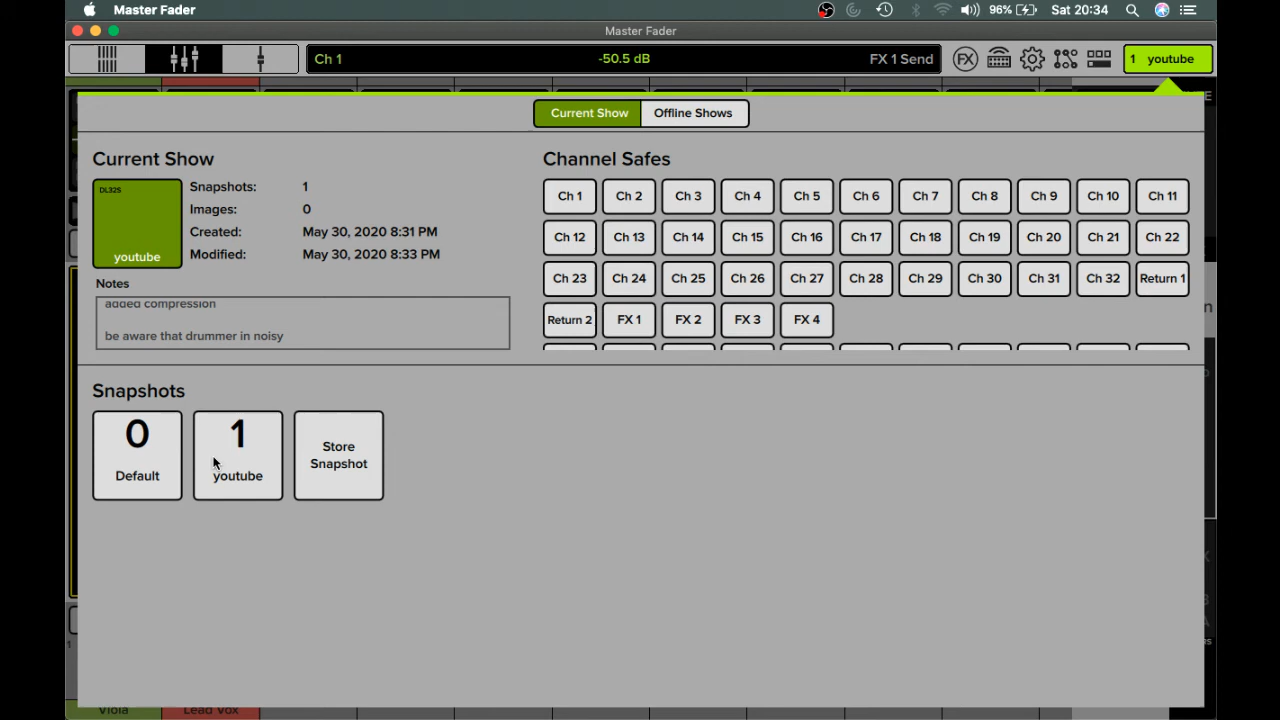 Master Fader
96%
Sat 20:34
Master Fader
Ch 1
-50.5 dB
FX 1 Send
FX
1 youtube
Current Show
Offline Shows
Current Show
DL32S
youtube
Snapshots: 1
Images: 0
Created: May 30, 2020 8:31 PM
Modified: May 30, 2020 8:33 PM
Notes
added compression
be aware that drummer in noisy
Channel Safes
Ch 1 Ch 2 Ch 3 Ch 4 Ch 5 Ch 6 Ch 7 Ch 8 Ch 9 Ch 10 Ch 11
Ch 12 Ch 13 Ch 14 Ch 15 Ch 16 Ch 17 Ch 18 Ch 19 Ch 20 Ch 21 Ch 22
Ch 23 Ch 24 Ch 25 Ch 26 Ch 27 Ch 28 Ch 29 Ch 30 Ch 31 Ch 32 Return 1
Return 2 FX 1 FX 2 FX 3 FX 4
Snapshots
0
Default
1
youtube
Store
Snapshot
Viola
Lead Vox